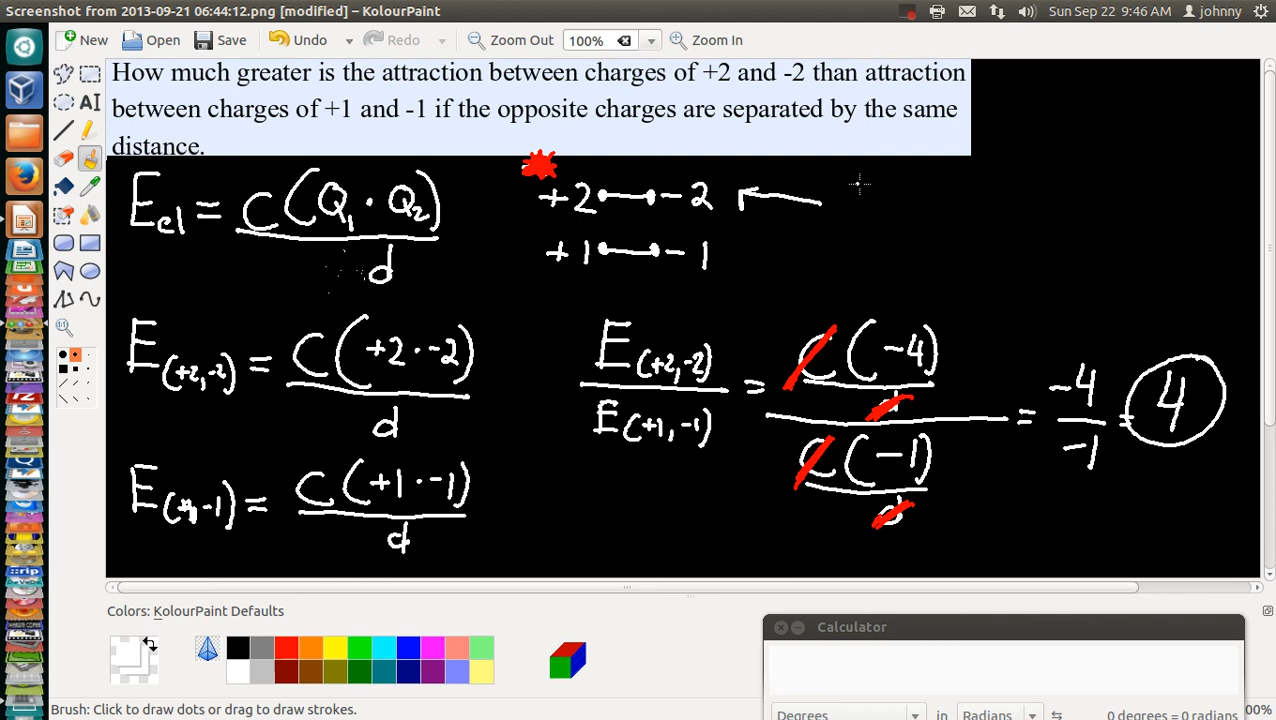 Screenshot from 2013-09-21 06:44:12.png [modified] – KolourPaint
Sun Sep 22 9:46 AM johnny
New Open Save Undo Redo Zoom Out 100% Zoom In
How much greater is the attraction between charges of +2 and -2 than attraction
between charges of +1 and -1 if the opposite charges are separated by the same
distance.
Eel = C(Q1 · Q2) / d
+2 — -2
+1 — -1
E(+2,-2) = C(+2 · -2) / d
E(+2,-2) / E(+1,-1) = C(-4) / d / C(-1) / d = -4 / -1 = 4
C(+1 · -1) / d
Colors: KolourPaint Defaults
Calculator
Degrees in Radians 0 degrees = 0 radians
00%
Brush: Click to draw dots or drag to draw strokes.